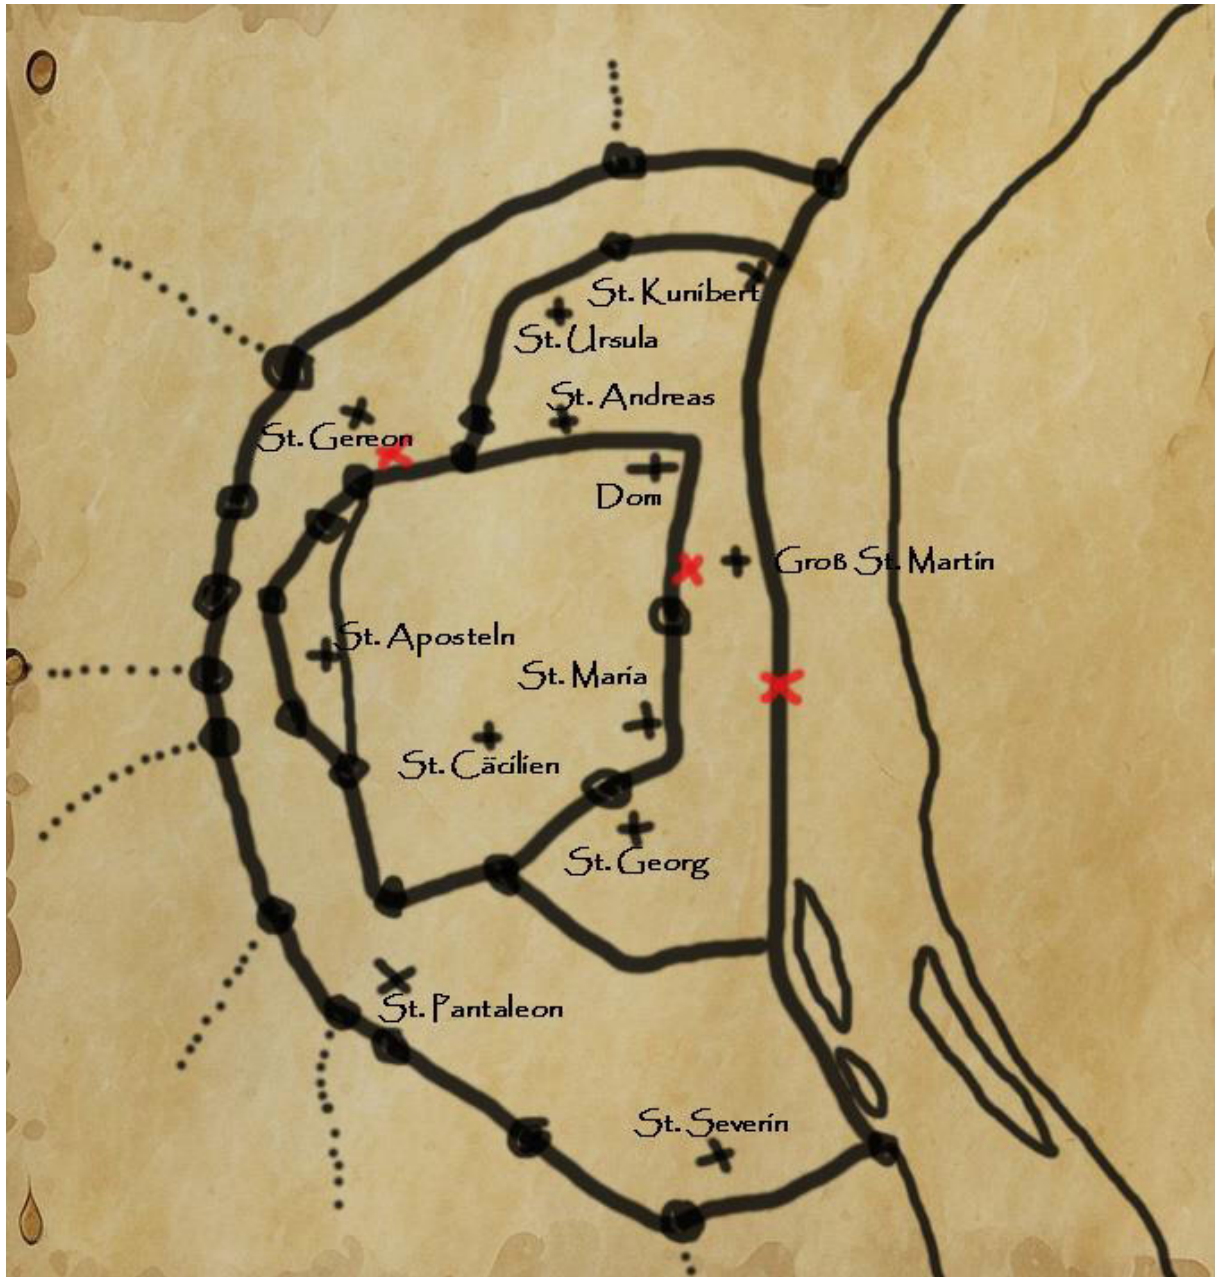 St. Kunibert
St. Ursula
St. Andreas
St. Gereon
Dom
Groß St. Martin
St. Aposteln
St. Maria
St. Cäcilien
St. Georg
St. Pantaleon
St. Severin